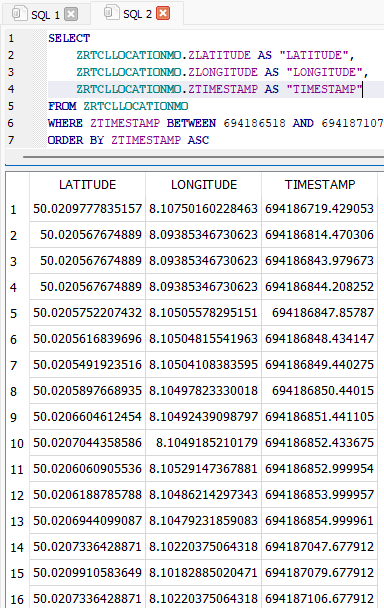 SQL 1 SQL 2
1 SELECT
2 ZRTCLLOCATIONMO.ZLATITUDE AS "LATITUDE",
3 ZRTCLLOCATIONMO.ZLONGITUDE AS "LONGITUDE",
4 ZRTCLLOCATIONMO.ZTIMESTAMP AS "TIMESTAMP"
5 FROM ZRTCLLOCATIONMO
6 WHERE ZTIMESTAMP BETWEEN 694186518 AND 694187107
7 ORDER BY ZTIMESTAMP ASC
LATITUDE LONGITUDE TIMESTAMP
1 50.0209777835157 8.10750160228463 694186719.429053
2 50.020567674889 8.09385346730623 694186814.470306
3 50.020567674889 8.09385346730623 694186843.979673
4 50.020567674889 8.09385346730623 694186844.208252
5 50.0205752207432 8.10505578295151 694186847.85787
6 50.0205616839696 8.10504815541963 694186848.434147
7 50.0205491923516 8.10504108383595 694186849.440275
8 50.0205897668935 8.10497823330018 694186850.44015
9 50.0206604612454 8.10492439098797 694186851.441105
10 50.0207044358586 8.1049185210179 694186852.433675
11 50.0206060905536 8.10529147367881 694186852.999954
12 50.0206188785788 8.10486214297343 694186853.999957
13 50.0206944099087 8.10479231859083 694186854.999961
14 50.0207336428871 8.10220375064318 694187047.677912
15 50.0209910583649 8.10182885020471 694187079.677912
16 50.0207336428871 8.10220375064318 694187106.677912